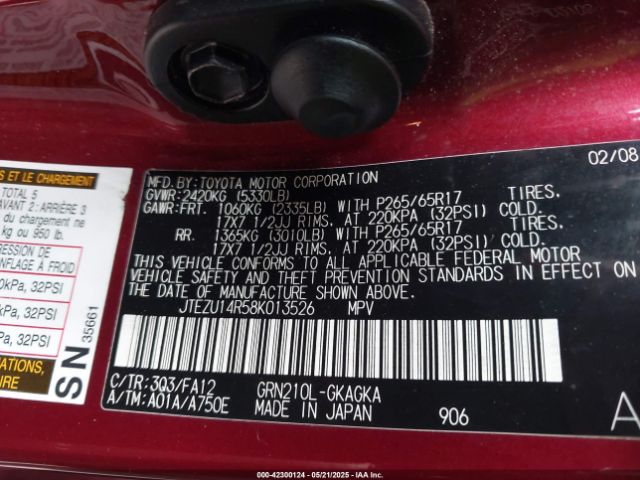 02/08
MFD.BY:TOYOTA MOTOR CORPORATION
GVWR:2420KG (5330LB)
GAWR:FRT. 1060KG (2335LB) WITH P265/65R17 TIRES.
17X7 1/2JJ RIMS, AT 220KPA (32PSI) COLD.
RR. 1365KG (3010LB) WITH P265/65R17 TIRES.
17X7 1/2JJ RIMS, AT 220KPA (32PSI) COLD.
THIS VEHICLE CONFORMS TO ALL APPLICABLE FEDERAL MOTOR
VEHICLE SAFETY AND THEFT PREVENTION STANDARDS IN EFFECT ON
THE DATE OF MANUFACTURE SHOWN ABOVE.
JTEZU14R58K013526 MPV
C/TR:3Q3/FA12 GRN210L-GKAGKA
A/TM:A01A/A750E MADE IN JAPAN 906
A
S ET LE CHARGEMENT
TOTAL 5
AVANT 2: ARRIÈRE 3
du chargement ne
kg ou 950 lb.
RESSION DE
NFLAGE À FROID
0kPa, 32PSI
kPa, 32PSI
Pa, 32PSI
MATIONS,
IRE
SN 35661
000-42300124 - 05/21/2025 - IAAI.COM